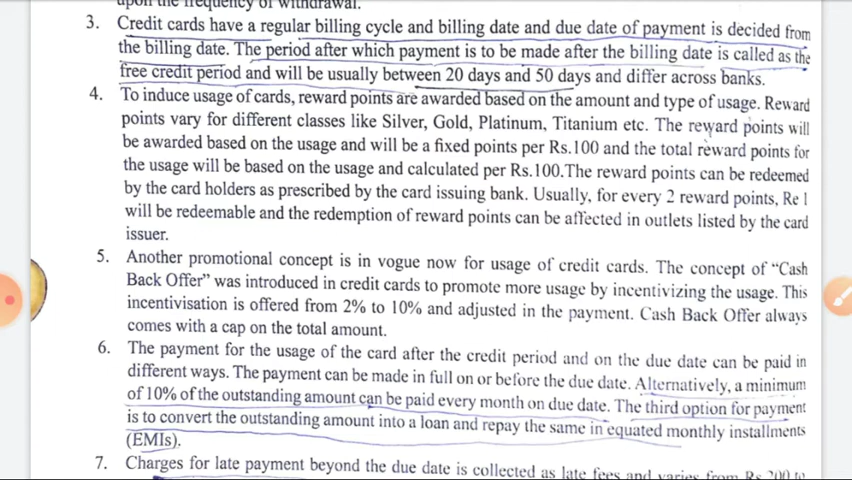 upon the frequency of withdrawal.
3. Credit cards have a regular billing cycle and billing date and due date of payment is decided from
the billing date. The period after which payment is to be made after the billing date is called as the
free credit period and will be usually between 20 days and 50 days and differ across banks.
4. To induce usage of cards, reward points are awarded based on the amount and type of usage. Reward
points vary for different classes like Silver, Gold, Platinum, Titanium etc. The reward points will
be awarded based on the usage and will be a fixed points per Rs.100 and the total reward points for
the usage will be based on the usage and calculated per Rs.100.The reward points can be redeemed
by the card holders as prescribed by the card issuing bank. Usually, for every 2 reward points, Re 1
will be redeemable and the redemption of reward points can be affected in outlets listed by the card
issuer.
5. Another promotional concept is in vogue now for usage of credit cards. The concept of “Cash
Back Offer” was introduced in credit cards to promote more usage by incentivizing the usage. This
incentivisation is offered from 2% to 10% and adjusted in the payment. Cash Back Offer always
comes with a cap on the total amount.
6. The payment for the usage of the card after the credit period and on the due date can be paid in
different ways. The payment can be made in full on or before the due date. Alternatively, a minimum
of 10% of the outstanding amount can be paid every month on due date. The third option for payment
is to convert the outstanding amount into a loan and repay the same in equated monthly installments
(EMIs).
7. Charges for late payment beyond the due date is collected as late fees and varies from Rs 200 to